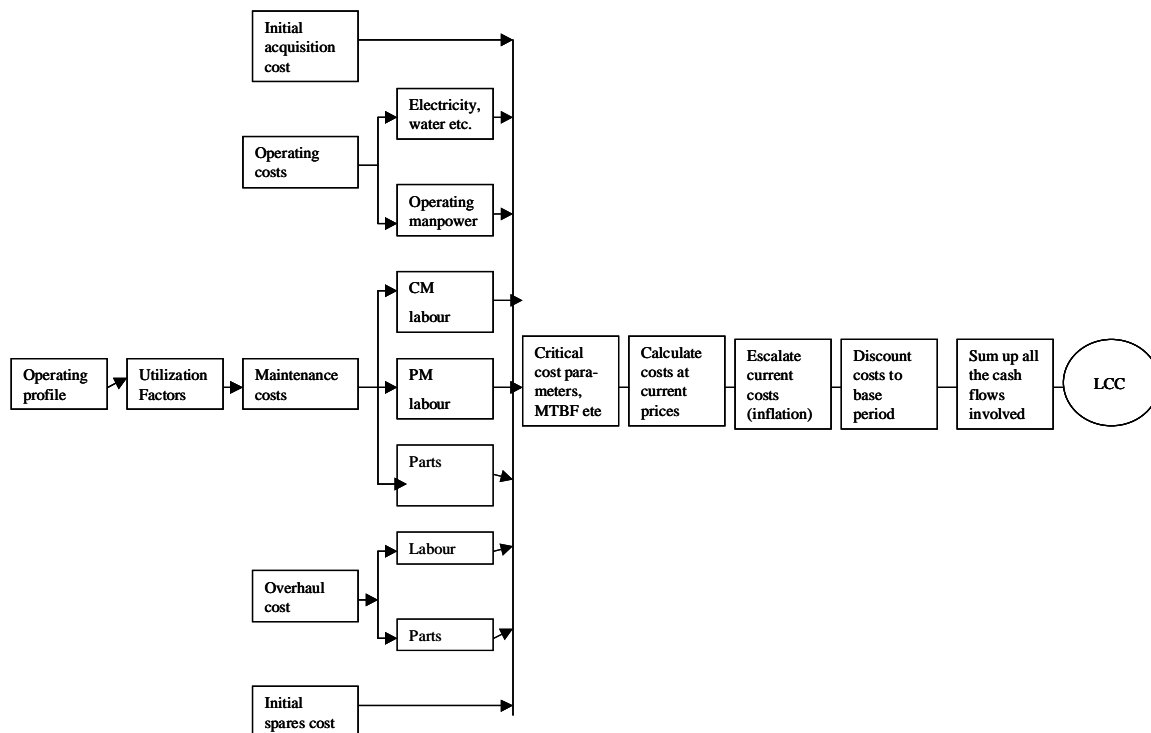 Initial
acquisition
cost
Electricity,
water etc.
Operating
costs
Operating
manpower
CM
labour
Operating
profile
Utilization
Factors
Maintenance
costs
PM
labour
Critical
cost para-
meters,
MTBF ete
Calculate
costs at
current
prices
Escalate
current
costs
(inflation)
Discount
costs to
base
period
Sum up all
the cash
flows
involved
LCC
Parts
Labour
Overhaul
cost
Parts
Initial
spares cost